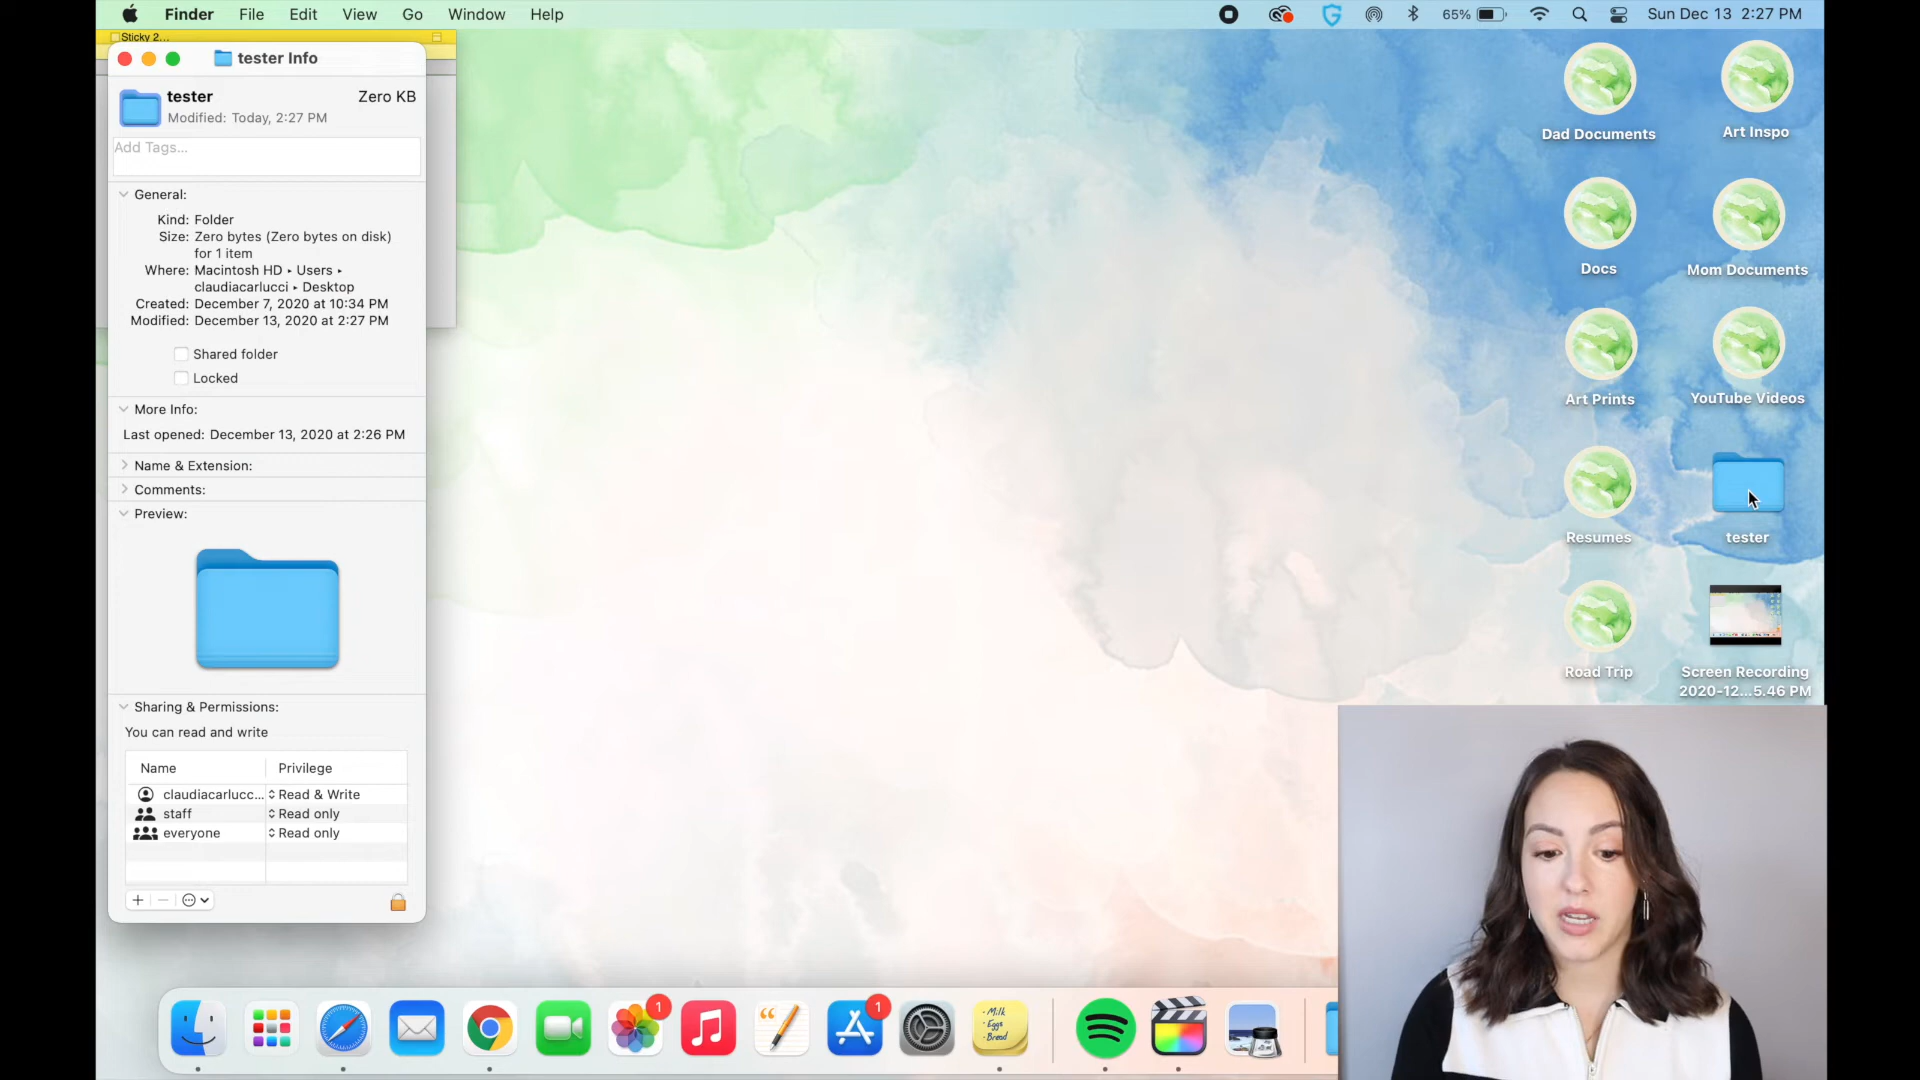 Finder File Edit View Go Window Help
65%
Sun Dec 13 2:27 PM
Sticky 2...
tester Info
tester
Zero KB
Modified: Today, 2:27 PM
Add Tags...
General:
Kind: Folder
Size: Zero bytes (Zero bytes on disk)
for 1 item
Where: Macintosh HD ▸ Users ▸
claudiacarlucci ▸ Desktop
Created: December 7, 2020 at 10:34 PM
Modified: December 13, 2020 at 2:27 PM
Shared folder
Locked
More Info:
Last opened: December 13, 2020 at 2:26 PM
Name & Extension:
Comments:
Preview:
Sharing & Permissions:
You can read and write
Name Privilege
claudiacarlucc... Read & Write
staff Read only
everyone Read only
Dad Documents
Art Inspo
Docs
Mom Documents
Art Prints
YouTube Videos
Resumes
tester
Road Trip
Screen Recording
2020-12...5.46 PM
1
1
- Milk
- Eggs
- Bread